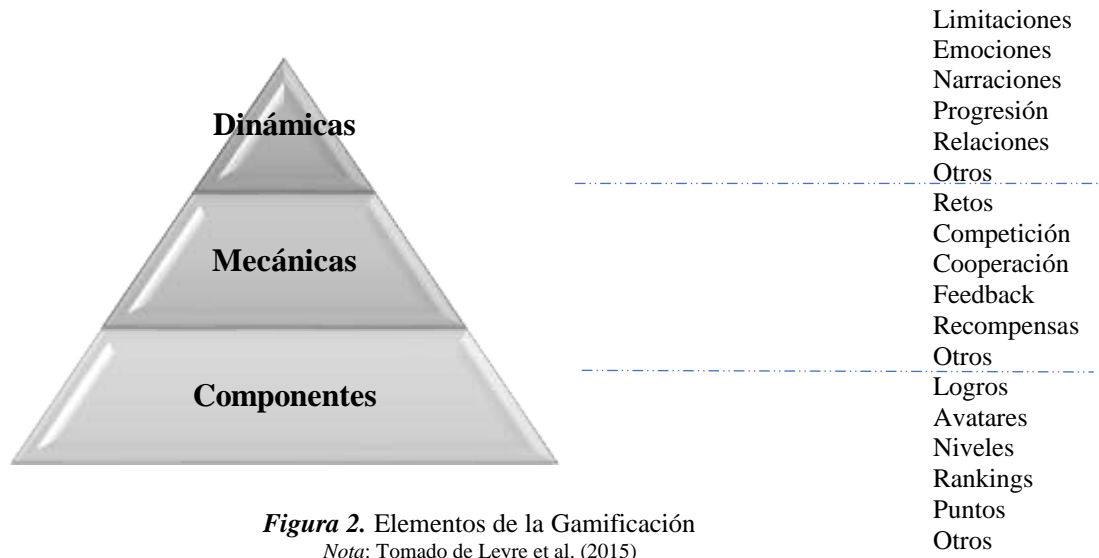 Dinámicas
Mecánicas
Componentes
Limitaciones
Emociones
Narraciones
Progresión
Relaciones
Otros
Retos
Competición
Cooperación
Feedback
Recompensas
Otros
Logros
Avatares
Niveles
Rankings
Puntos
Otros
Figura 2. Elementos de la Gamificación
Nota: Tomado de Leyre et al. (2015)